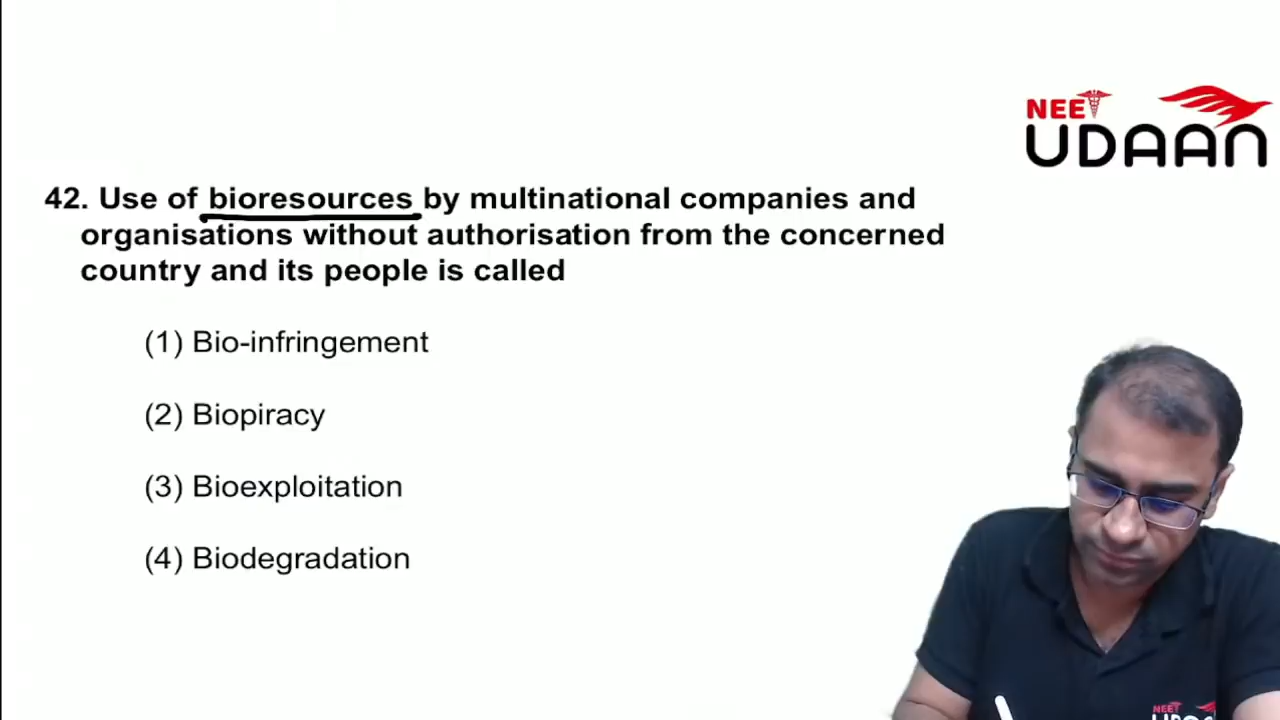 NEET
UDAAN
42. Use of bioresources by multinational companies and
organisations without authorisation from the concerned
country and its people is called
(1) Bio-infringement
(2) Biopiracy
(3) Bioexploitation
(4) Biodegradation
NEET